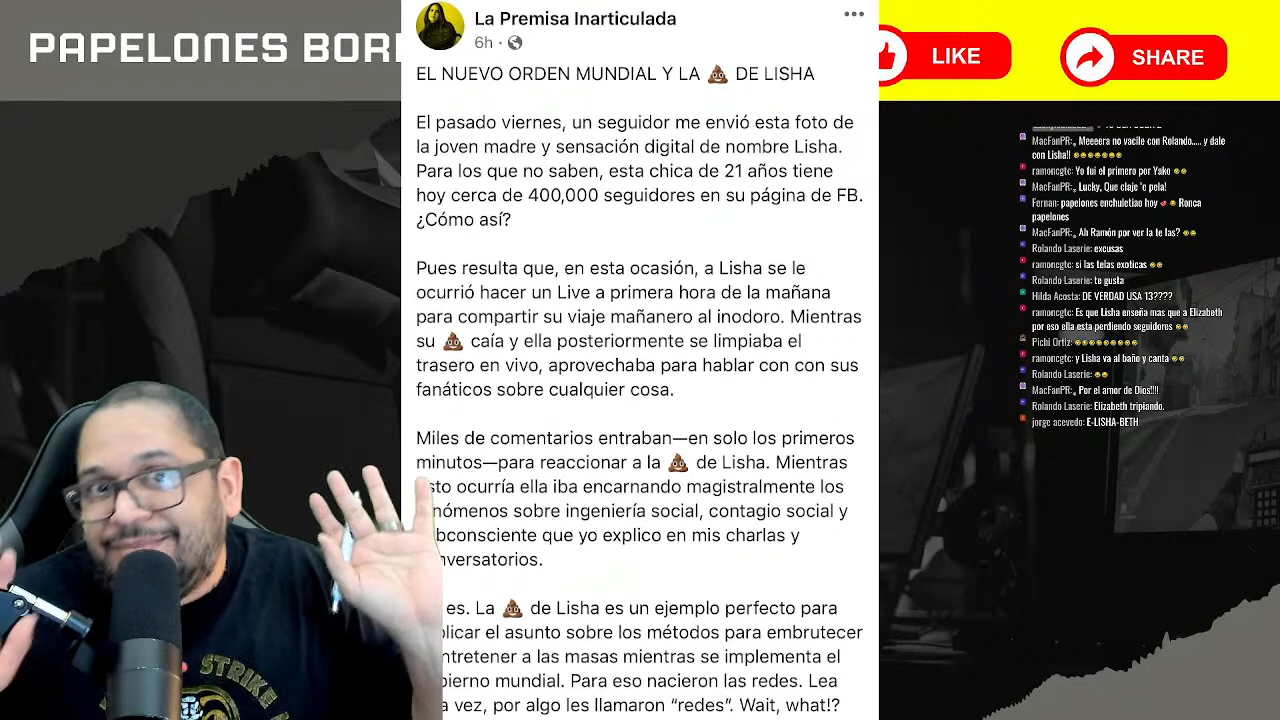 PAPELONES BOR
La Premisa Inarticulada
6h ·
EL NUEVO ORDEN MUNDIAL Y LA 💩 DE LISHA
El pasado viernes, un seguidor me envió esta foto de
la joven madre y sensación digital de nombre Lisha.
Para los que no saben, esta chica de 21 años tiene
hoy cerca de 400,000 seguidores en su página de FB.
¿Cómo así?
Pues resulta que, en esta ocasión, a Lisha se le
ocurrió hacer un Live a primera hora de la mañana
para compartir su viaje mañanero al inodoro. Mientras
su 💩 caía y ella posteriormente se limpiaba el
trasero en vivo, aprovechaba para hablar con con sus
fanáticos sobre cualquier cosa.
Miles de comentarios entraban—en solo los primeros
minutos—para reaccionar a la 💩 de Lisha. Mientras
sto ocurría ella iba encarnando magistralmente los
nómenos sobre ingeniería social, contagio social y
bconsciente que yo explico en mis charlas y
nversatorios.
es. La 💩 de Lisha es un ejemplo perfecto para
plicar el asunto sobre los métodos para embrutecer
ntretener a las masas mientras se implementa el
bierno mundial. Para eso nacieron las redes. Lea
a vez, por algo les llamaron “redes”. Wait, what!?
LIKE
SHARE
MacFanPR:, Meeeera no vacile con Rolando..... y dale
con Lisha!! 🤣🤣🤣🤣🤣🤣🤣
ramoncgtc: Yo fui el primero por Yako 🤣🤣
MacFanPR:, Lucky, Que claje 'e pela!
Fernan: papelones enchuletiao hoy 🥩 😂 Ronca
papelones
MacFanPR:, Ah Ramón por ver la te las? 🤣🤣
Rolando Laserie: excusas
ramoncgtc: si las telas exoticas 🤣🤣
Rolando Laserie: te gusta
Hilda Acosta: DE VERDAD USA 13????
ramoncgtc: Es que Lisha enseña mas que a Elizabeth
por eso ella esta perdiendo seguidores 🤣🤣
Pichi Ortiz: 🤣🤣🤣🤣🤣🤣🤣🤣🤣
ramoncgtc: y Lisha va al bañe y canta 🤣🤣
Rolando Laserie: 😂😂
MacFanPR:, Por el amor de Dios!!!!
Rolando Laserie: Elizabeth tripiando.
jorge acevedo: E-LISHA-BETH
STRIKE